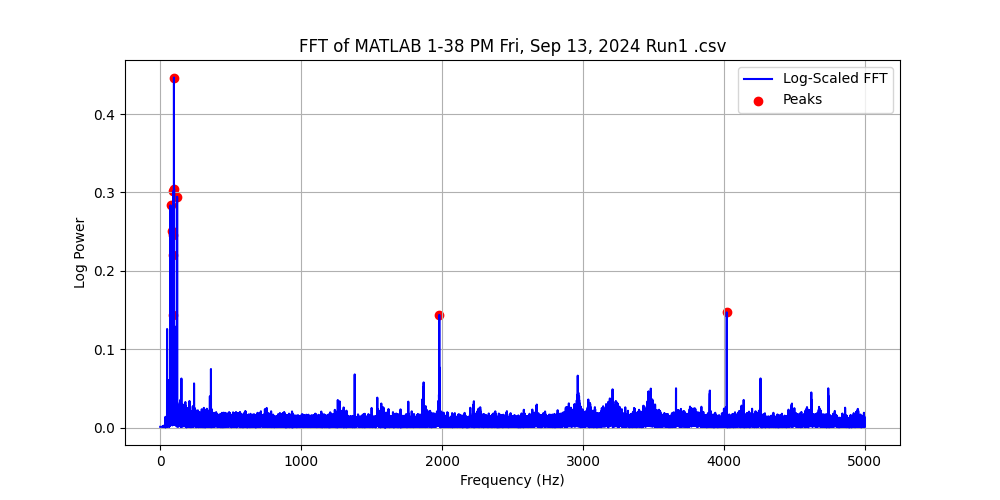 FFT of MATLAB 1-38 PM Fri, Sep 13, 2024 Run1 .csv
Log-Scaled FFT
Peaks
Log Power
0.4
0.3
0.2
0.1
0.0
0 1000 2000 3000 4000 5000
Frequency (Hz)